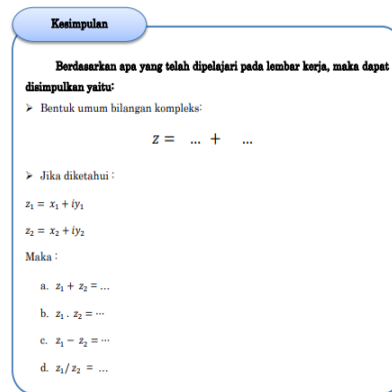 Kesimpulan
Berdasarkan apa yang telah dipelajari pada lembar kerja, maka dapat
disimpulkan yaitu:
➢ Bentuk umum bilangan kompleks:
z = ... + ...
➢ Jika diketahui :
z₁ = x₁ + iy₁
z₂ = x₂ + iy₂
Maka :
a. z₁ + z₂ = ...
b. z₁ . z₂ = ⋯
c. z₁ − z₂ = ⋯
d. z₁/z₂ = ...